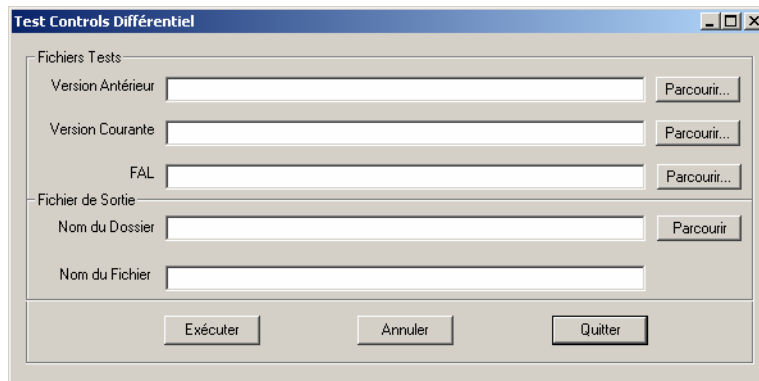 Test Controls Différentiel
Fichiers Tests
Version Antérieur Parcourir...
Version Courante Parcourir...
FAL Parcourir...
Fichier de Sortie
Nom du Dossier Parcourir
Nom du Fichier
Exécuter Annuler Quitter